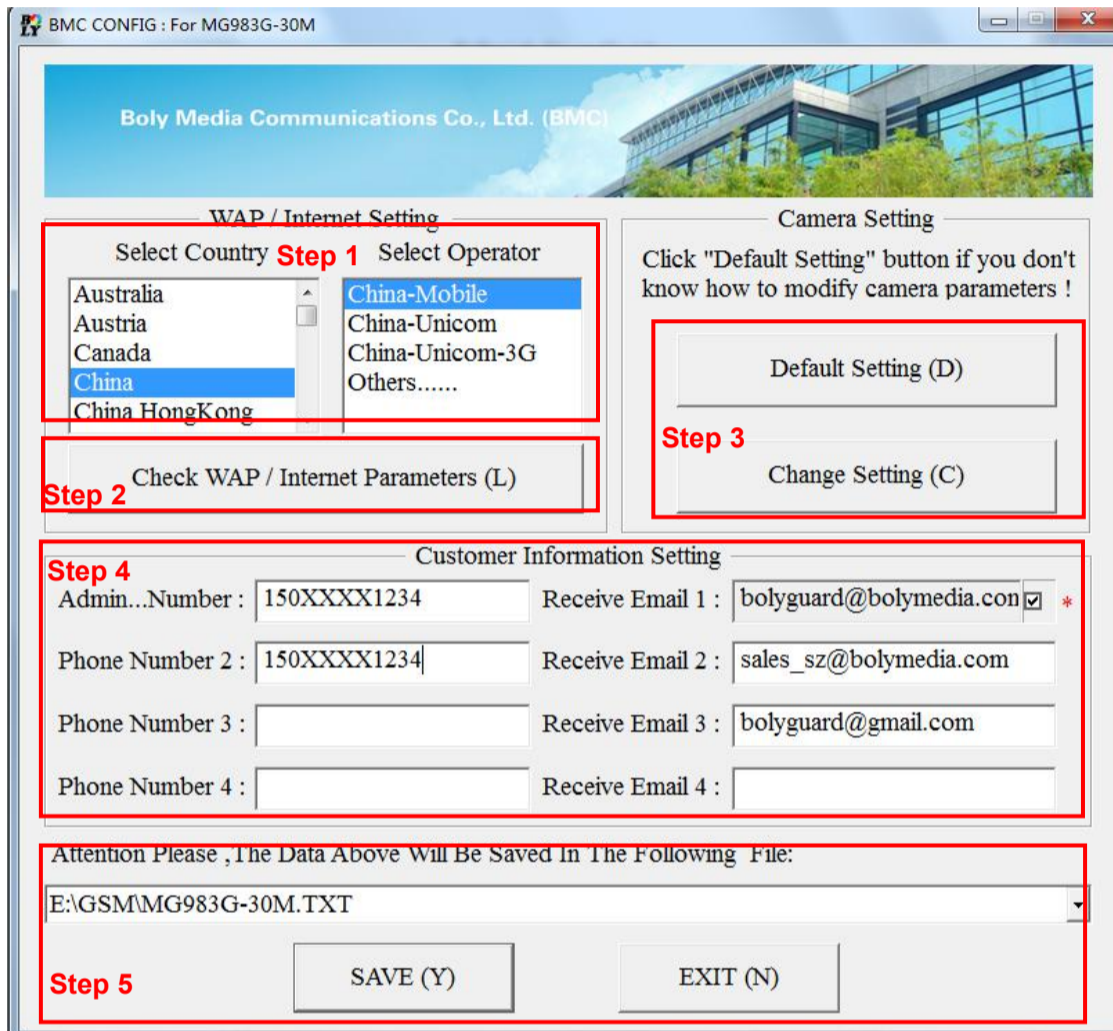 BMC CONFIG : For MG983G-30M
Boly Media Communications Co., Ltd. (BMC)
WAP / Internet Setting
Select Country
Step 1
Select Operator
Australia
Austria
Canada
China
China HongKong
China-Mobile
China-Unicom
China-Unicom-3G
Others......
Step 2
Check WAP / Internet Parameters (L)
Camera Setting
Click "Default Setting" button if you don't
know how to modify camera parameters !
Default Setting (D)
Step 3
Change Setting (C)
Customer Information Setting
Step 4
Admin...Number : 150XXXX1234 Receive Email 1 : bolyguard@bolymedia.con *
Phone Number 2 : 150XXXX1234 Receive Email 2 : sales_sz@bolymedia.com
Phone Number 3 : Receive Email 3 : bolyguard@gmail.com
Phone Number 4 : Receive Email 4 :
Attention Please ,The Data Above Will Be Saved In The Following File:
E:\GSM\MG983G-30M.TXT
Step 5
SAVE (Y) EXIT (N)